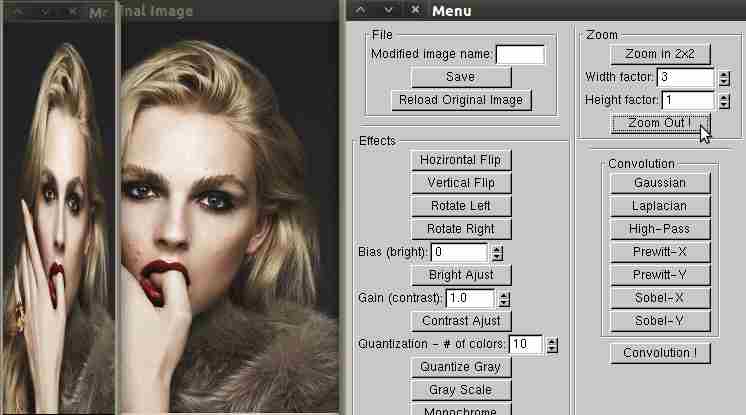 inal Image
Menu
File
Modified image name:
Save
Reload Original Image
Effects
Hozirontal Flip
Vertical Flip
Rotate Left
Rotate Right
Bias (bright): 0
Bright Ajust
Gain (contrast): 1.0
Contrast Ajust
Quantization - # of colors: 10
Quantize Gray
Gray Scale
Monochrome
Zoom
Zoom in 2x2
Width factor: 3
Height factor: 1
Zoom Out !
Convolution
Gaussian
Laplacian
High-Pass
Prewitt-X
Prewitt-Y
Sobel-X
Sobel-Y
Convolution !